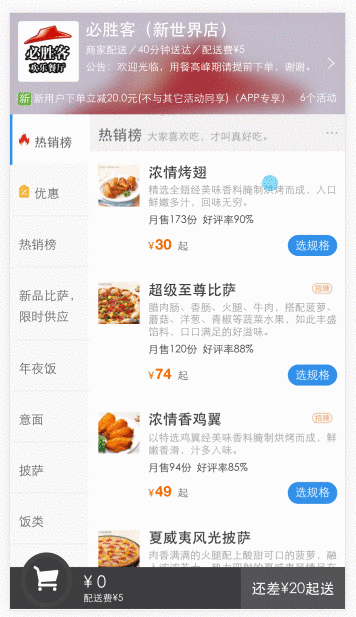 必胜客
欢乐餐厅
必胜客（新世界店）
商家配送／40分钟送达／配送费¥5
公告：欢迎光临，用餐高峰期请提前下单，谢谢。
新 新用户下单立减20.0元(不与其它活动同享)（APP专享）
6个活动
热销榜
优惠
热销榜
新品比萨，
限时供应
年夜饭
意面
披萨
饭类
热销榜 大家喜欢吃，才叫真好吃。
浓情烤翅
精选全翅经美味香料腌制烘烤而成，入口
鲜嫩多汁，回味无穷。
月售173份 好评率90%
¥30 起
选规格
超级至尊比萨
招牌
腊肉肠、香肠、火腿、牛肉，搭配菠萝、
蘑菇、洋葱、青椒等蔬菜水果，如此丰盛
馅料，口口满足的好滋味。
月售120份 好评率88%
¥74 起
选规格
浓情香鸡翼
招牌
以特选鸡翼经美味香料腌制烘烤而成，鲜
嫩香滑，汁多入味。
月售94份 好评率85%
¥49 起
选规格
夏威夷风光披萨
肉香满满的火腿配上酸甜可口的菠萝，融
¥0
配送费¥5
还差¥20起送